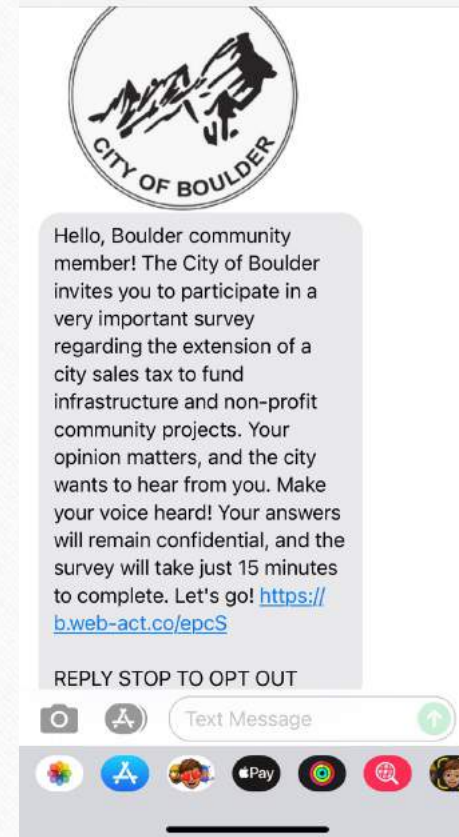 CITY OF BOULDER
Hello, Boulder community
member! The City of Boulder
invites you to participate in a
very important survey
regarding the extension of a
city sales tax to fund
infrastructure and non-profit
community projects. Your
opinion matters, and the city
wants to hear from you. Make
your voice heard! Your answers
will remain confidential, and the
survey will take just 15 minutes
to complete. Let's go! https://
b.web-act.co/epcS
REPLY STOP TO OPT OUT
Text Message
Pay